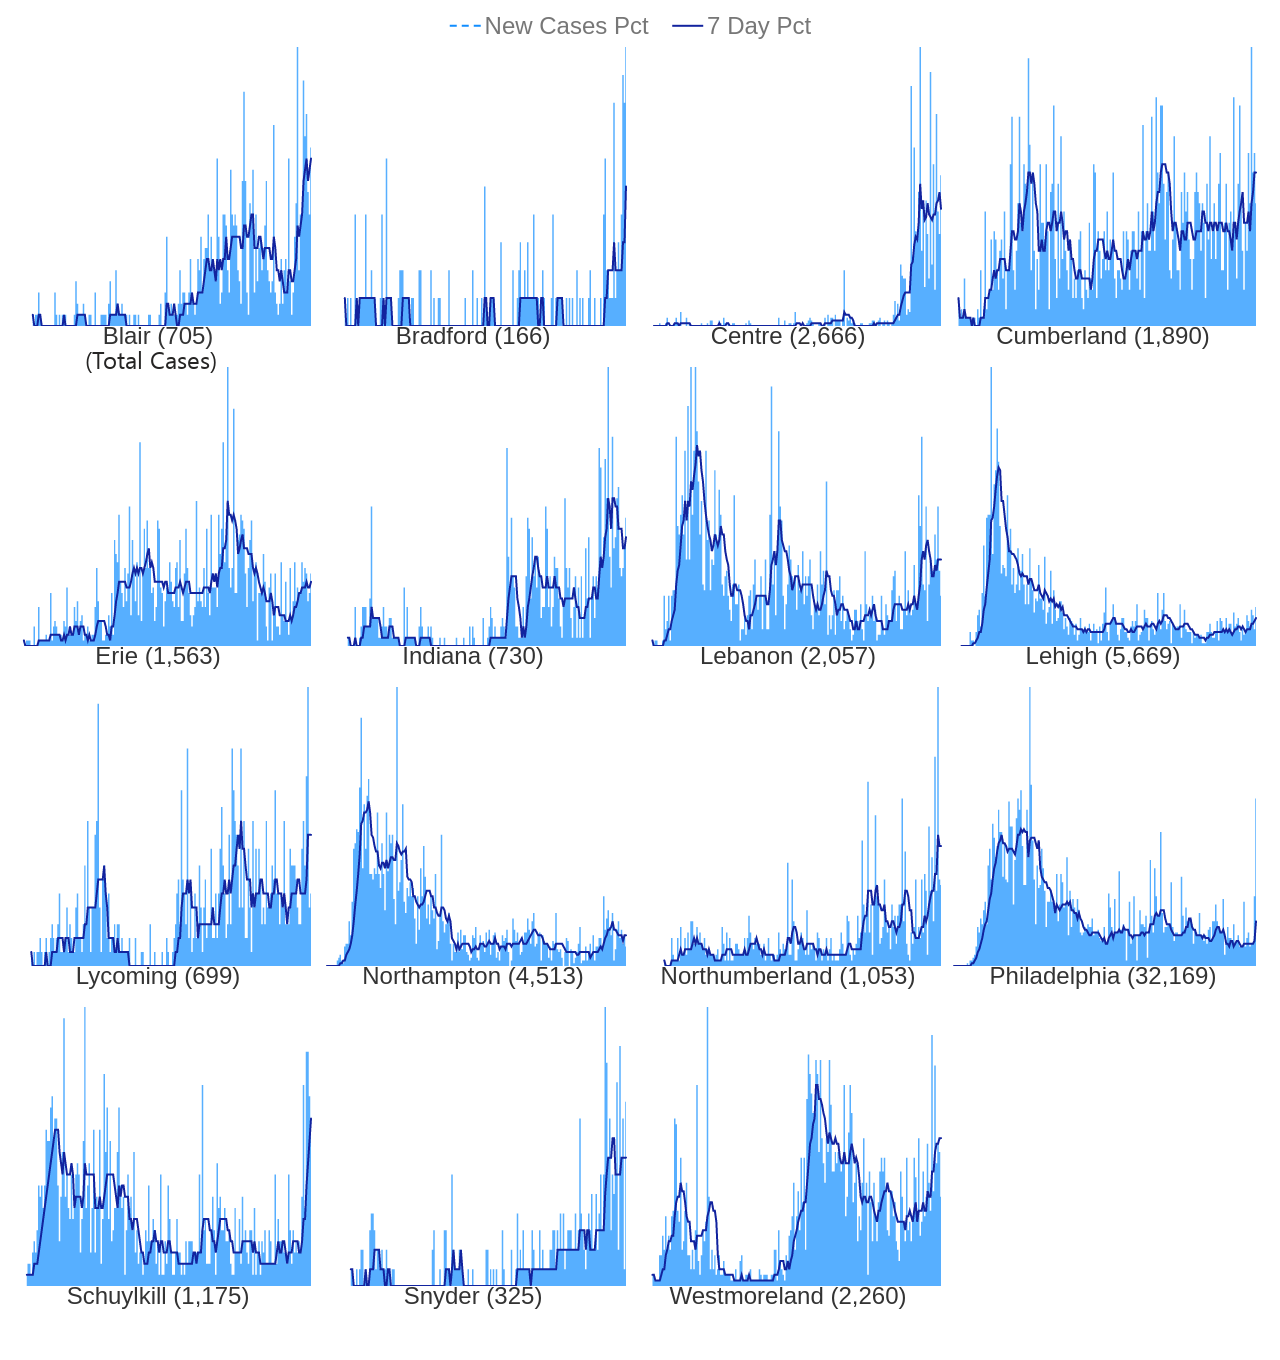 New Cases Pct 7 Day Pct
Blair (705) Bradford (166) Centre (2,666) Cumberland (1,890)
(Total Cases)
Erie (1,563) Indiana (730) Lebanon (2,057) Lehigh (5,669)
Lycoming (699) Northampton (4,513) Northumberland (1,053) Philadelphia (32,169)
Schuylkill (1,175) Snyder (325) Westmoreland (2,260)